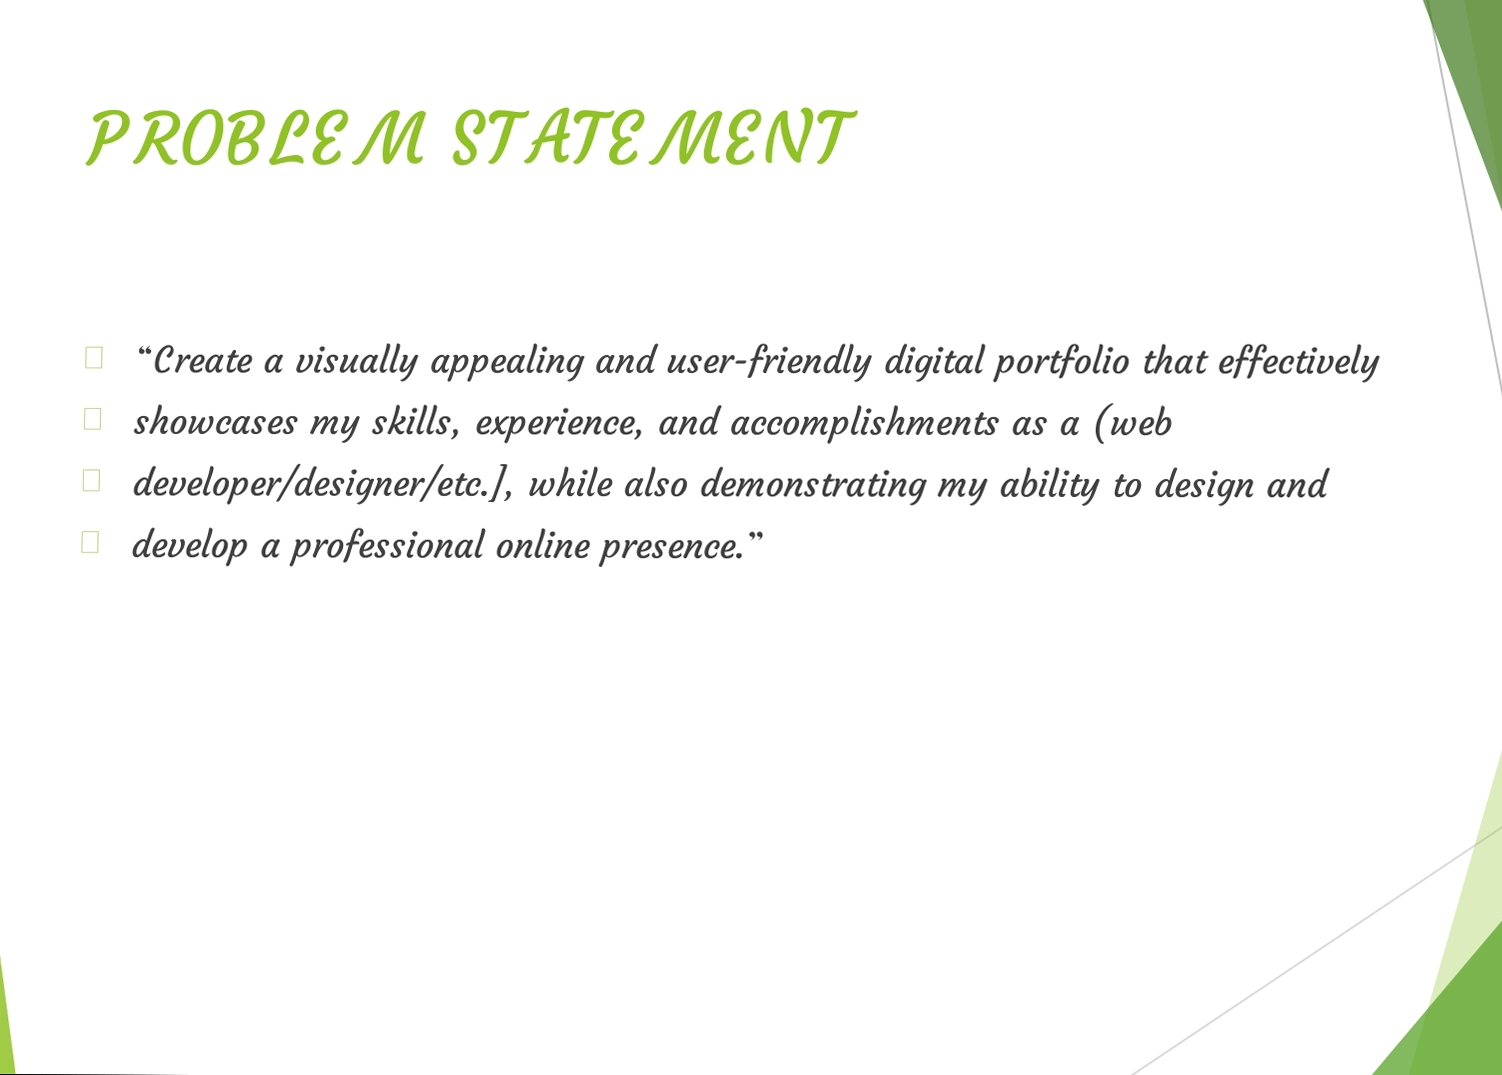 PROBLEM STATEMENT
“Create a visually appealing and user-friendly digital portfolio that effectively
showcases my skills, experience, and accomplishments as a (web
developer/designer/etc.], while also demonstrating my ability to design and
develop a professional online presence.”